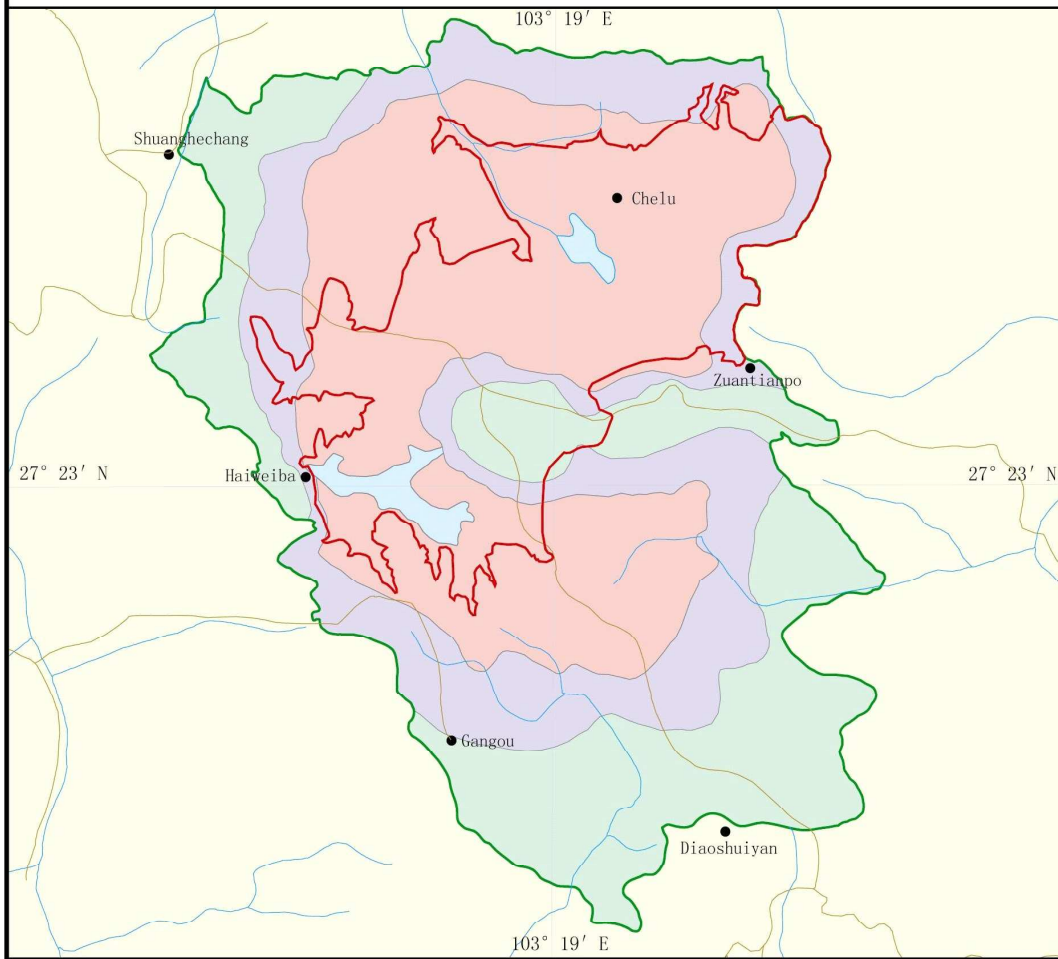 103° 19′ E
Shuanghechang
Chelu
Zuantianpo
27° 23′ N
Haiweiba
27° 23′ N
Gangou
Diaoshuiyan
103° 19′ E